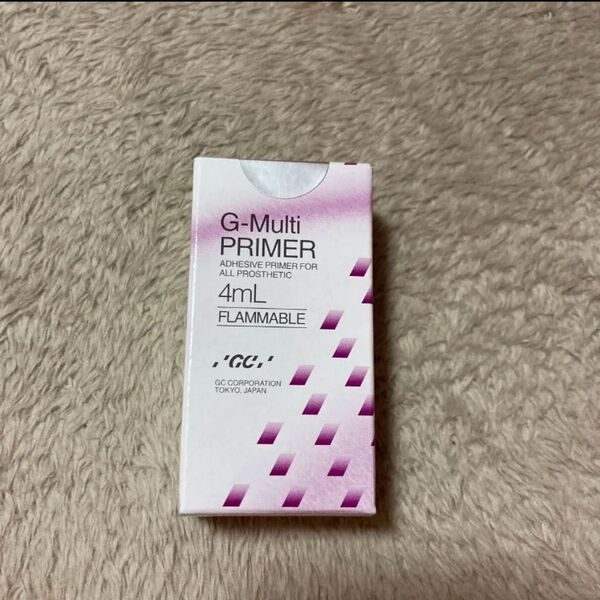 G-Multi
PRIMER
ADHESIVE PRIMER FOR
ALL PROSTHETIC
4mL
FLAMMABLE
GC
GC CORPORATION
TOKYO, JAPAN